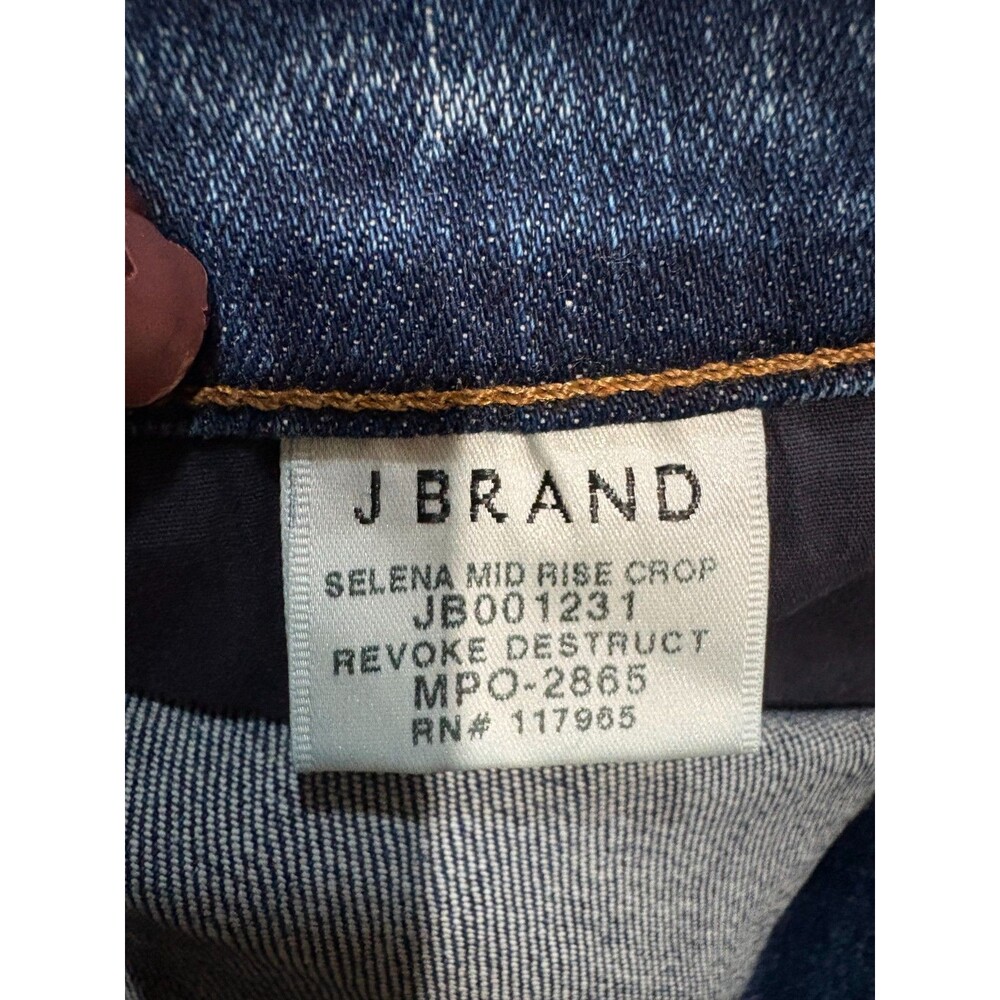 J BRAND
SELENA MID RISE CROP
JB001231
REVOKE DESTRUCT
MPO-2865
RN# 117965